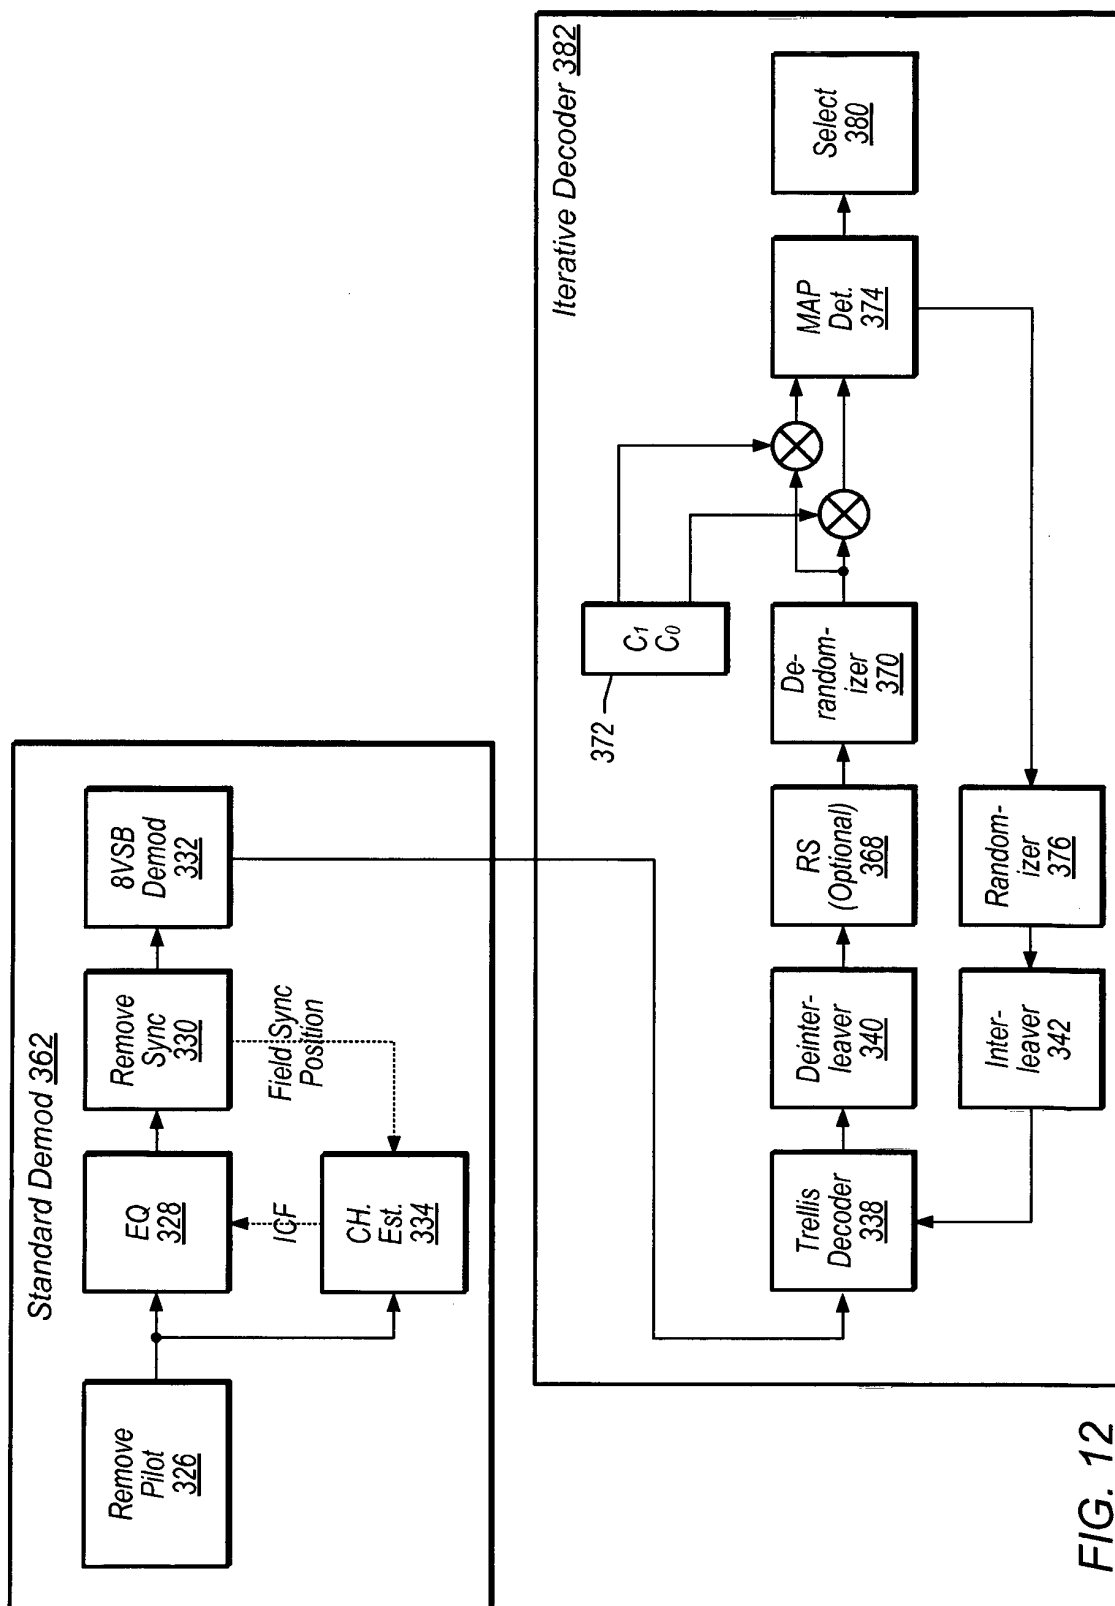 Standard Demod 362
Remove
Pilot
326
EQ
328
Remove
Sync
330
8VSB
Demod
332
ICF
CH.
Est.
334
Field Sync
Position
Iterative Decoder 382
372
C1
C0
Trellis
Decoder
338
Deinter-
leaver
340
RS
(Optional)
368
De-
random-
izer
370
MAP
Det.
374
Select
380
Inter-
leaver
342
Random-
izer
376
FIG. 12